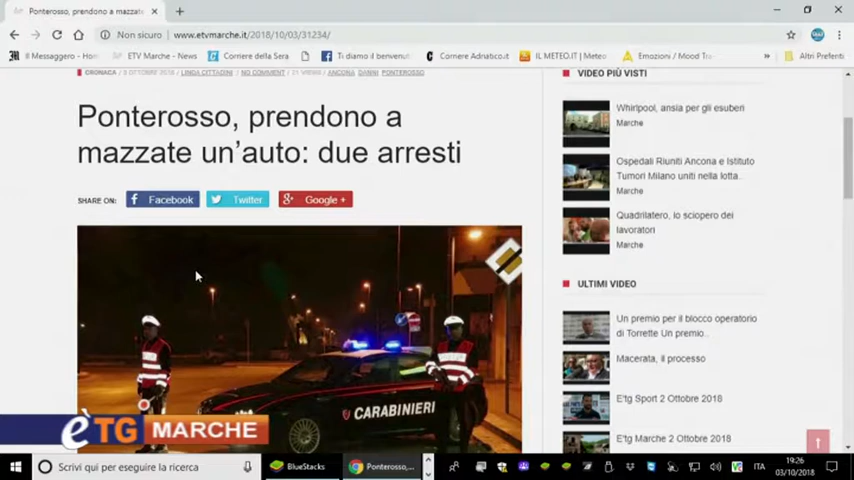 Ponterosso, prendono a mazzate
Non sicuro | www.etvmarche.it/2018/10/03/31234/
Il Messaggero - Hom
ETV Marche - News
Corriere della Sera
Ti diamo il benvenut
Corriere Adriatico.it
IL METEO.IT | Meteo
Emozioni / Mood Tra
Altri Preferiti
CRONACA / 3 OTTOBRE 2018 / LINDA CITTADINI / NO COMMENT / 21 VIEWS / ANCONA DANNI PONTEROSSO
Ponterosso, prendono a
mazzate un'auto: due arresti
SHARE ON:
Facebook
Twitter
Google +
CARABINIERI
VIDEO PIÙ VISTI
Whirlpool, ansia per gli esuberi
Marche
Ospedali Riuniti Ancona e Istituto
Tumori Milano uniti nella lotta..
Marche
Quadrilatero, lo sciopero dei
lavoratori
Marche
ULTIMI VIDEO
Un premio per il blocco operatorio
di Torrette Un premio..
Macerata, il processo
E'tg Sport 2 Ottobre 2018
E'tg Marche 2 Ottobre 2018
è TG MARCHE
Scrivi qui per eseguire la ricerca
BlueStacks
Ponterosso,...
ITA
19:26
03/10/2018